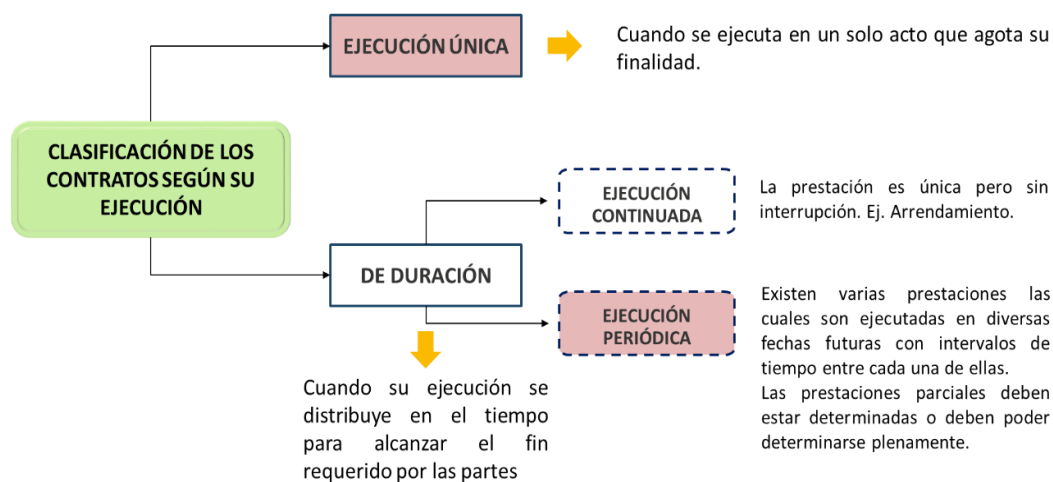 EJECUCIÓN ÚNICA
Cuando se ejecuta en un solo acto que agota su
finalidad.
CLASIFICACIÓN DE LOS
CONTRATOS SEGÚN SU
EJECUCIÓN
EJECUCIÓN
CONTINUADA
La prestación es única pero sin
interrupción. Ej. Arrendamiento.
DE DURACIÓN
EJECUCIÓN
PERIÓDICA
Existen varias prestaciones las
cuales son ejecutadas en diversas
fechas futuras con intervalos de
tiempo entre cada una de ellas.
Las prestaciones parciales deben
estar determinadas o deben poder
determinarse plenamente.
Cuando su ejecución se
distribuye en el tiempo
para alcanzar el fin
requerido por las partes